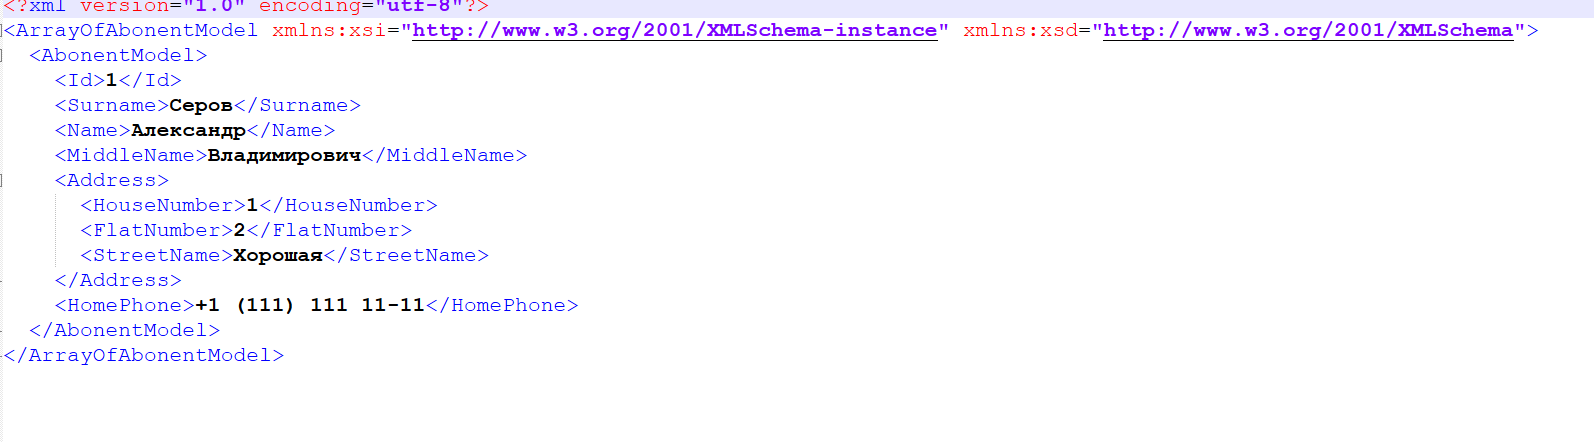 <?xml version="1.0" encoding="utf-8"?>
<ArrayOfAbonentModel xmlns:xsi="http://www.w3.org/2001/XMLSchema-instance" xmlns:xsd="http://www.w3.org/2001/XMLSchema">
<AbonentModel>
<Id>1</Id>
<Surname>Серов</Surname>
<Name>Александр</Name>
<MiddleName>Владимирович</MiddleName>
<Address>
<HouseNumber>1</HouseNumber>
<FlatNumber>2</FlatNumber>
<StreetName>Хорошая</StreetName>
</Address>
<HomePhone>+1 (111) 111 11-11</HomePhone>
</AbonentModel>
</ArrayOfAbonentModel>